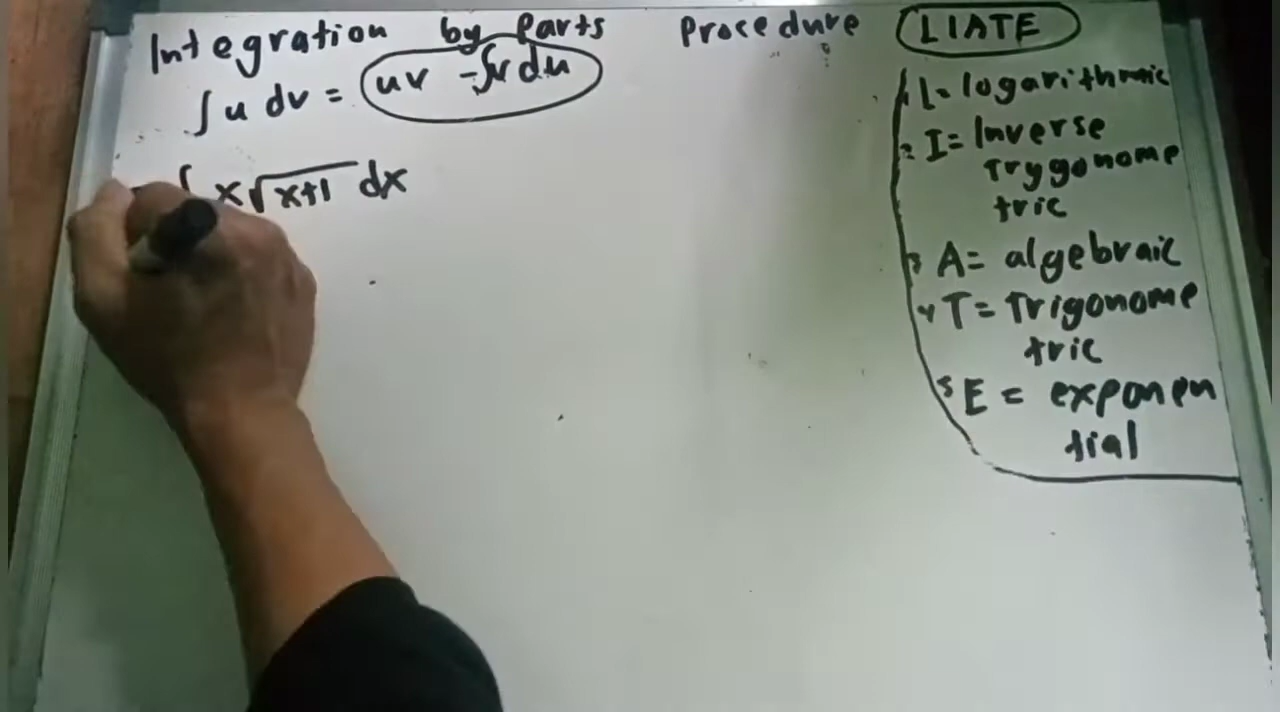 Integration by Parts Procedure LIATE
∫ u dv = uv - ∫v du
∫ x√x+1 dx
1 L= logarithmic
2 I= Inverse
Trygonome
tric
3 A= algebraic
4 T= Trigonome
tric
5 E = exponen
tial